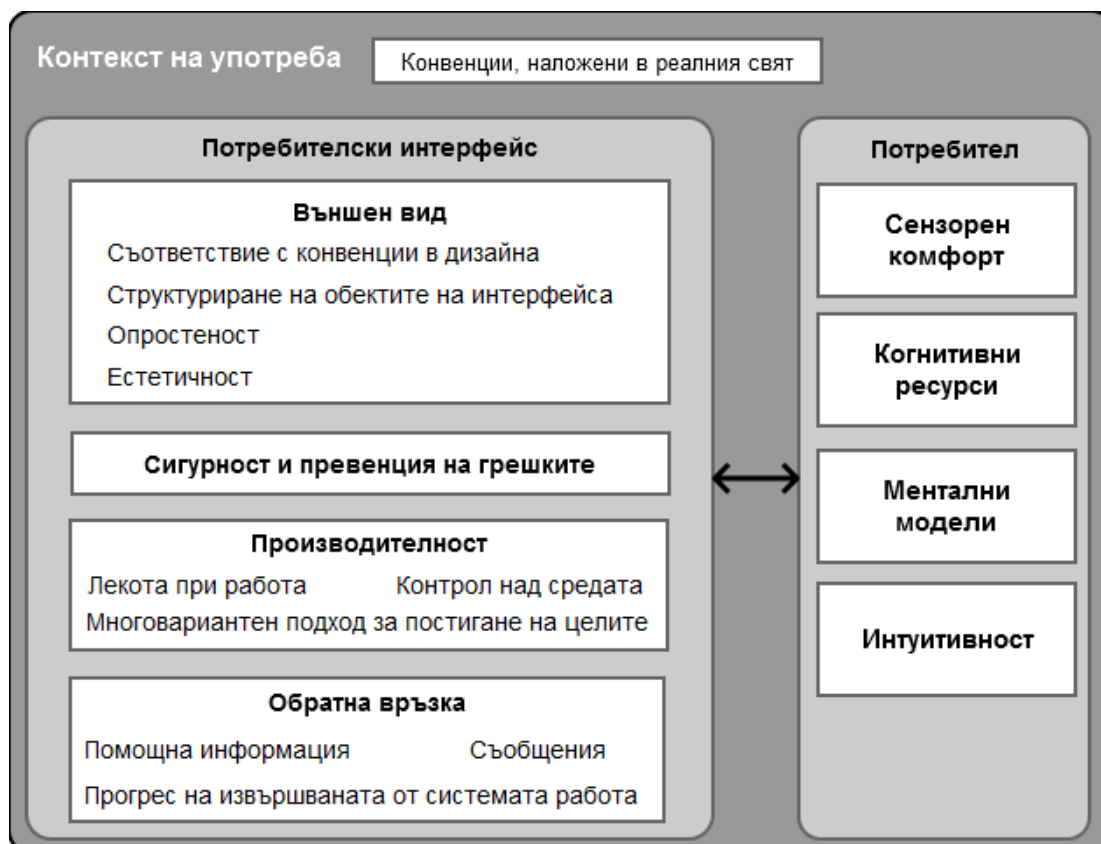 Контекст на употреба
Конвенции, наложени в реалния свят
Потребителски интерфейс
Външен вид
Съответствие с конвенции в дизайна
Структуриране на обектите на интерфейса
Опростеност
Естетичност
Сигурност и превенция на грешките
Производителност
Лекота при работа
Контрол над средата
Многовариантен подход за постигане на целите
Обратна връзка
Помощна информация
Съобщения
Прогрес на извършваната от системата работа
Потребител
Сензорен
комфорт
Когнитивни
ресурси
Ментални
модели
Интуитивност